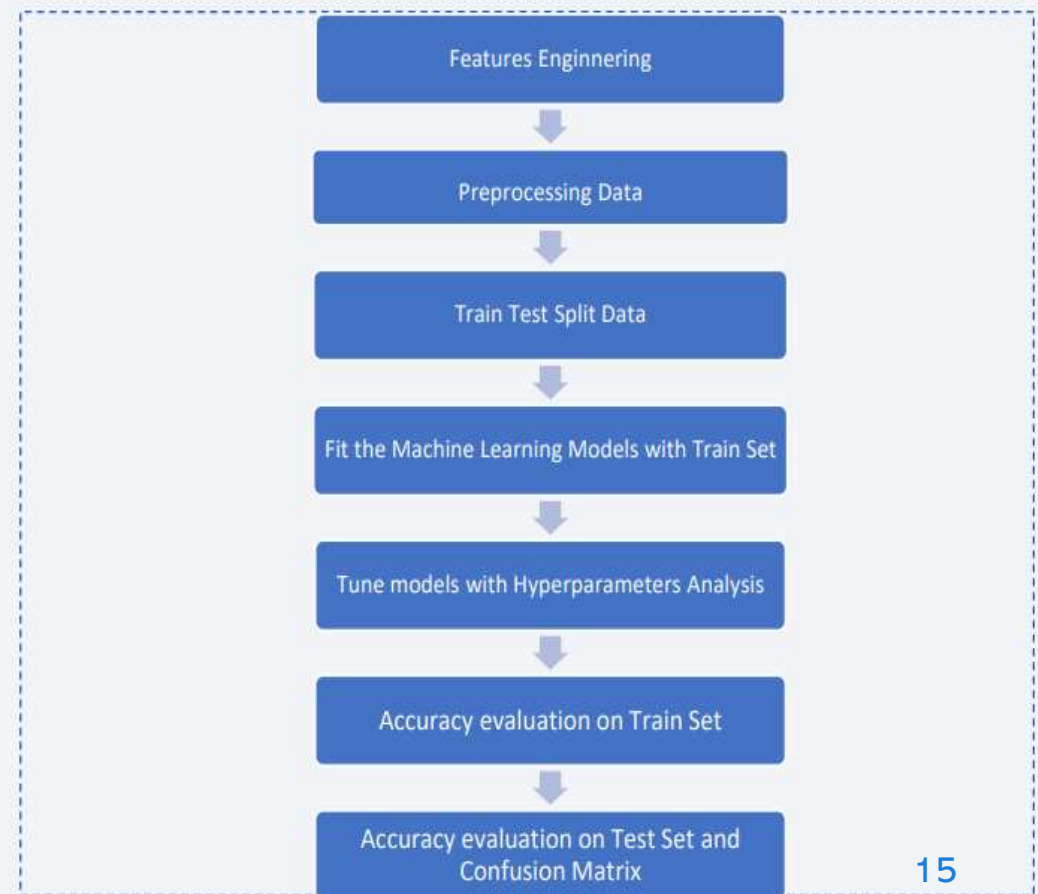 Features Enginnering
Preprocessing Data
Train Test Split Data
Fit the Machine Learning Models with Train Set
Tune models with Hyperparameters Analysis
Accuracy evaluation on Train Set
Accuracy evaluation on Test Set and
Confusion Matrix
15